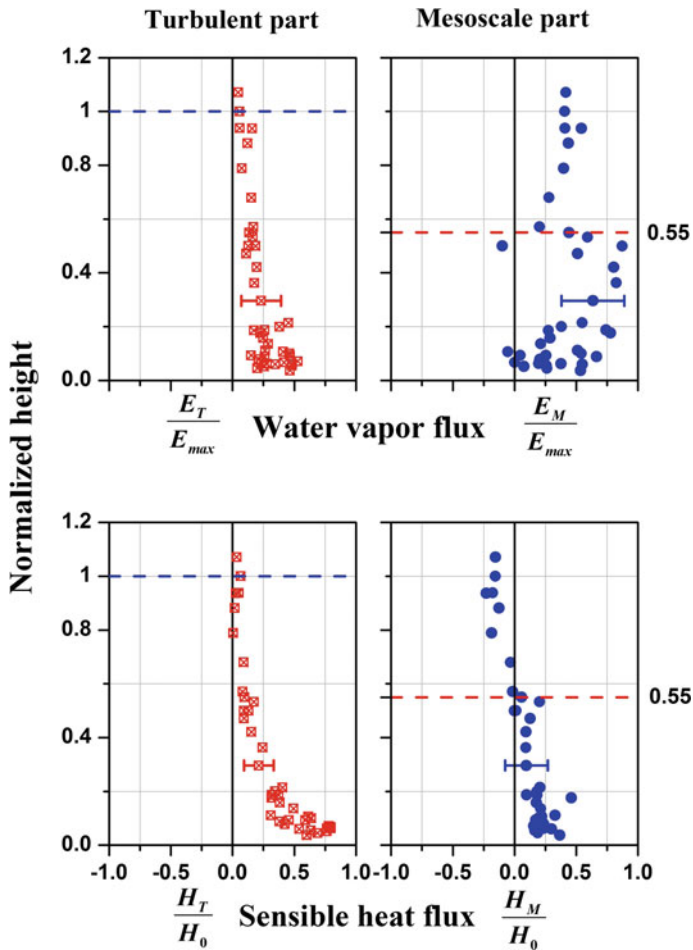 Turbulent part
Mesoscale part
Normalized height
1.2
1
0.8
0.4
0.0
0.55
E_T / E_max
Water vapor flux
E_M / E_max
1.2
1
0.8
0.4
0.0
0.55
-1.0 -0.5 0.0 0.5 1.0
-1.0 -0.5 0.0 0.5 1.0
H_T / H_0
Sensible heat flux
H_M / H_0